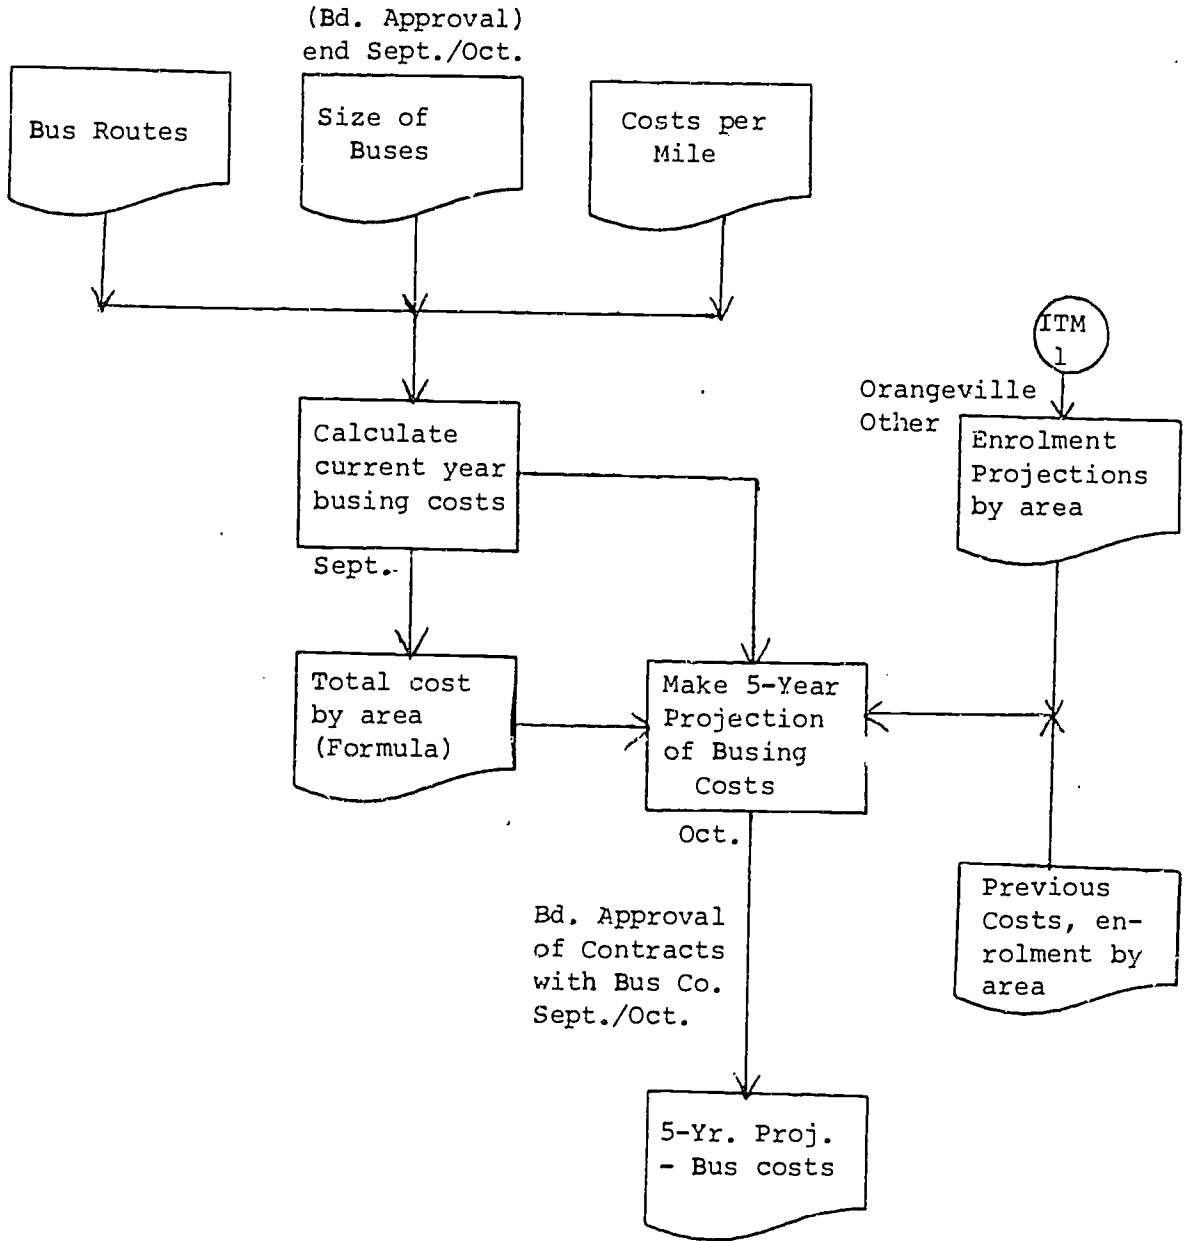 (Bd. Approval)
end Sept./Oct.
Bus Routes
Size of
Buses
Costs per
Mile
ITM
1
Orangeville
Other
Enrolment
Projections
by area
Calculate
current year
busing costs
Sept.
Total cost
by area
(Formula)
Make 5-Year
Projection
of Busing
Costs
Oct.
Previous
Costs, en-
rolment by
area
Bd. Approval
of Contracts
with Bus Co.
Sept./Oct.
5-Yr. Proj.
- Bus costs